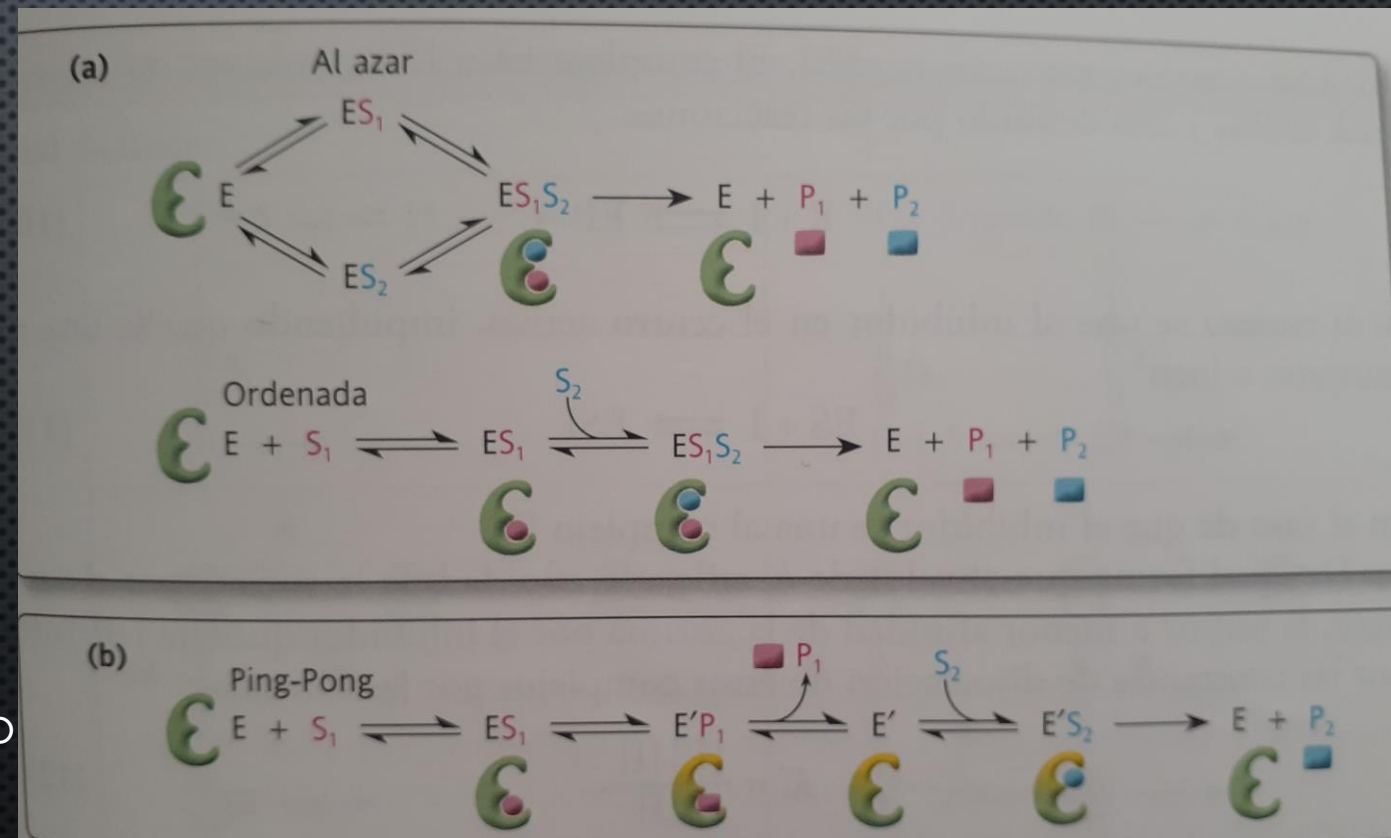 (a)
Al azar
ES₁
E ES₁S₂ E + P₁ + P₂
ES₂
Ordenada
S₂
E + S₁ ES₁ ES₁S₂ E + P₁ + P₂
(b)
Ping-Pong
P₁ S₂
E + S₁ ES₁ E′P₁ E′ E′S₂ E + P₂